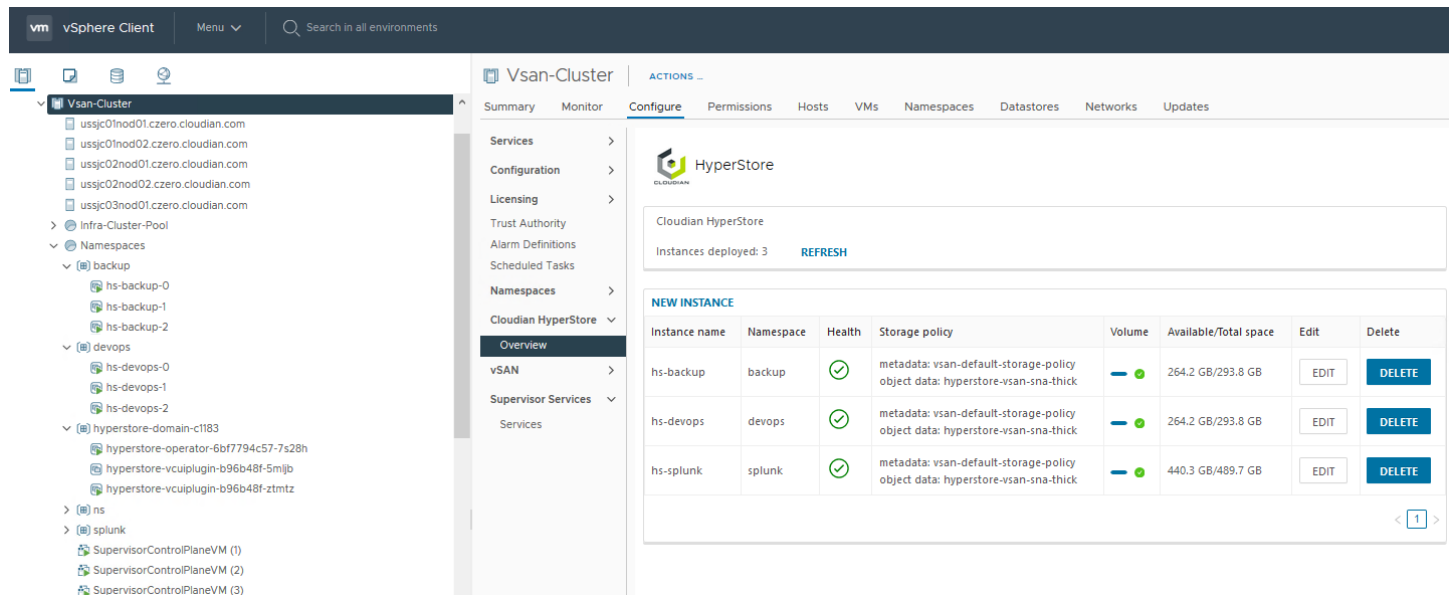 vm vSphere Client Menu Search in all environments
Vsan-Cluster
ussjc01nod01.czero.cloudian.com
ussjc01nod02.czero.cloudian.com
ussjc02nod01.czero.cloudian.com
ussjc02nod02.czero.cloudian.com
ussjc03nod01.czero.cloudian.com
Infra-Cluster-Pool
Namespaces
backup
hs-backup-0
hs-backup-1
hs-backup-2
devops
hs-devops-0
hs-devops-1
hs-devops-2
hyperstore-domain-c1183
hyperstore-operator-6bf7794c57-7s28h
hyperstore-vcuiplugin-b96b48f-5mljb
hyperstore-vcuiplugin-b96b48f-ztmtz
ns
splunk
SupervisorControlPlaneVM (1)
SupervisorControlPlaneVM (2)
SupervisorControlPlaneVM (3)
Vsan-Cluster ACTIONS ...
Summary Monitor Configure Permissions Hosts VMs Namespaces Datastores Networks Updates
Services
Configuration
Licensing
Trust Authority
Alarm Definitions
Scheduled Tasks
Namespaces
Cloudian HyperStore
Overview
vSAN
Supervisor Services
Services
CLOUDIAN HyperStore
Cloudian HyperStore
Instances deployed: 3 REFRESH
NEW INSTANCE
Instance name Namespace Health Storage policy Volume Available/Total space Edit Delete
hs-backup backup metadata: vsan-default-storage-policy 264.2 GB/293.8 GB EDIT DELETE
object data: hyperstore-vsan-sna-thick
hs-devops devops metadata: vsan-default-storage-policy 264.2 GB/293.8 GB EDIT DELETE
object data: hyperstore-vsan-sna-thick
hs-splunk splunk metadata: vsan-default-storage-policy 440.3 GB/489.7 GB EDIT DELETE
object data: hyperstore-vsan-sna-thick
< 1 >